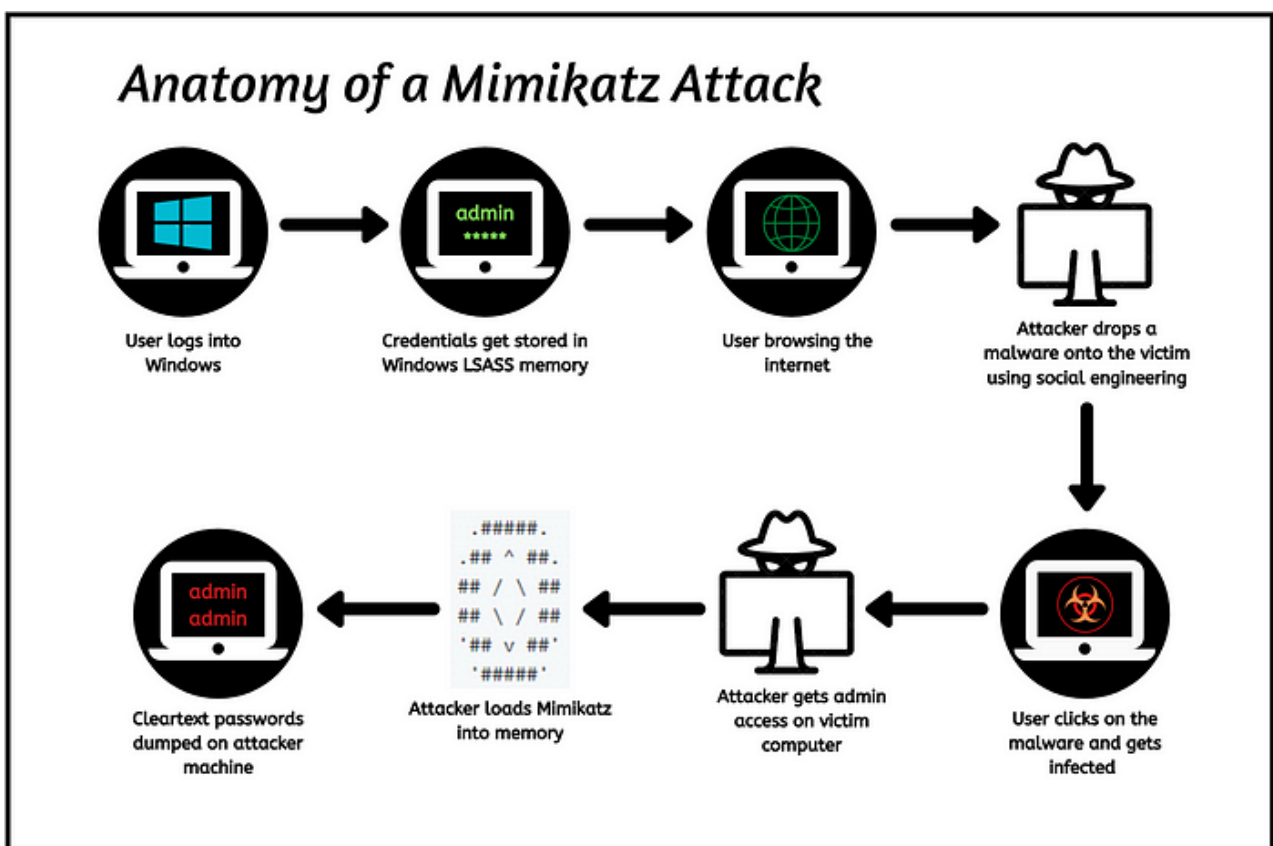 Anatomy of a Mimikatz Attack
admin
*****
User logs into
Windows
Credentials get stored in
Windows LSASS memory
User browsing the
internet
Attacker drops a
malware onto the victim
using social engineering
User clicks on the
malware and gets
infected
Attacker gets admin
access on victim
computer
.#####.
.## ^ ##.
## / \ ##
## \ / ##
'## v ##'
'#####'
Attacker loads Mimikatz
into memory
admin
admin
Cleartext passwords
dumped on attacker
machine